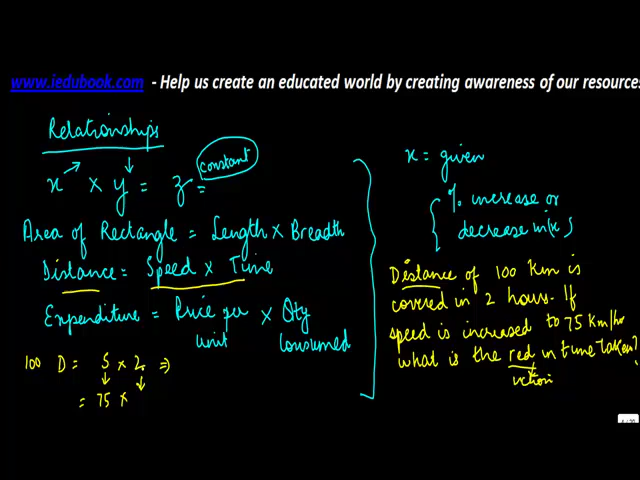 www.iedubook.com - Help us create an educated world by creating awareness of our resources
Relationships
constant
x × y = z =
Area of Rectangle = Length × Breadth
Distance = Speed × Time
Expenditure = Price per unit × Qty consumed
100 D = S × 2 ⇒
= 75 ×
x = given
% increase or
decrease in (x)
Distance of 100 Km is
covered in 2 hours. If
speed is increased to 75 Km/hr
what is the reduction in time taken?